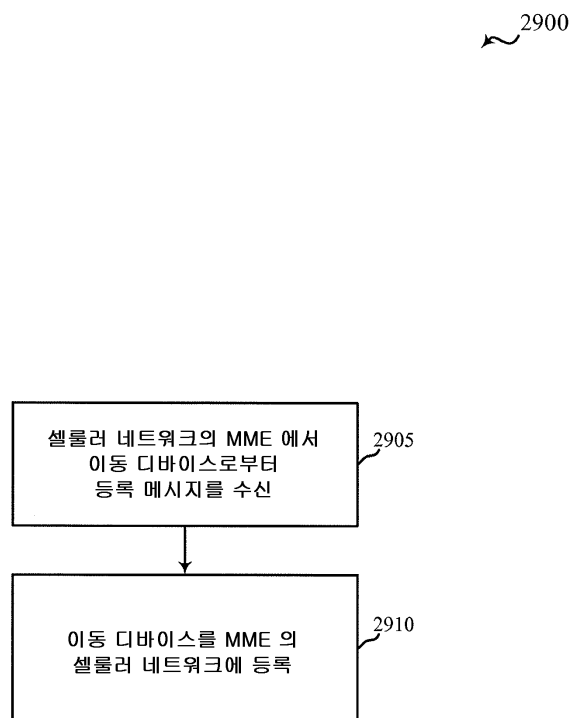 2900
셀룰러 네트워크의 MME 에서
이동 디바이스로부터
등록 메시지를 수신
2905
이동 디바이스를 MME 의
셀룰러 네트워크에 등록
2910